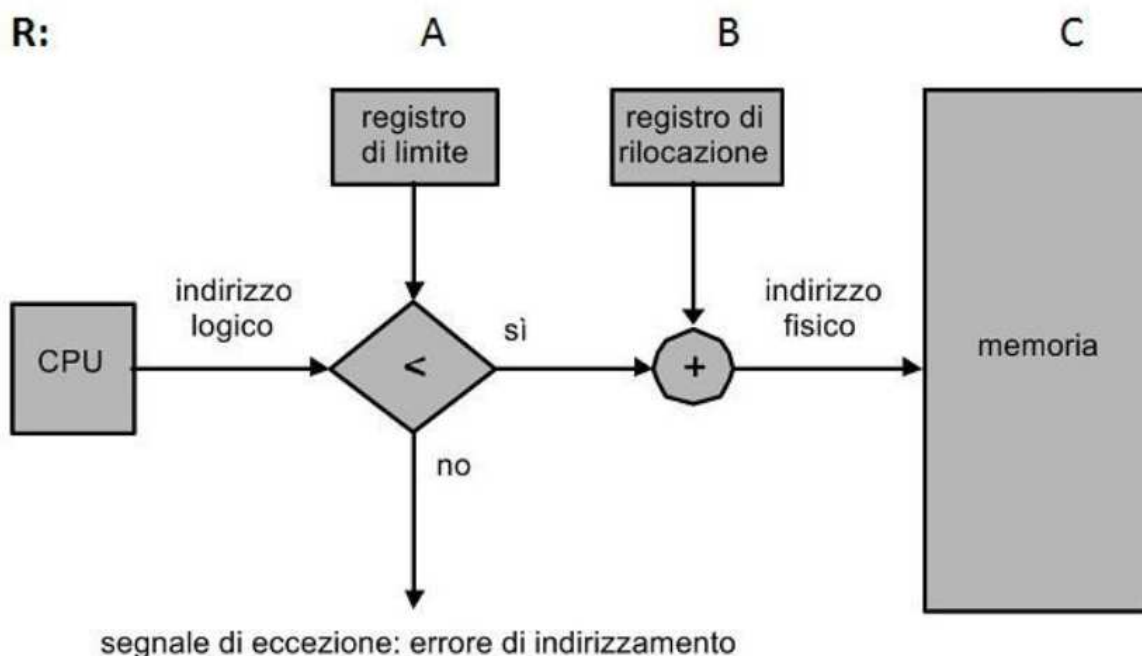 R:
A
B
C
registro
di limite
registro di
rilocazione
indirizzo
logico
indirizzo
fisico
CPU
<
sì
+
memoria
no
segnale di eccezione: errore di indirizzamento